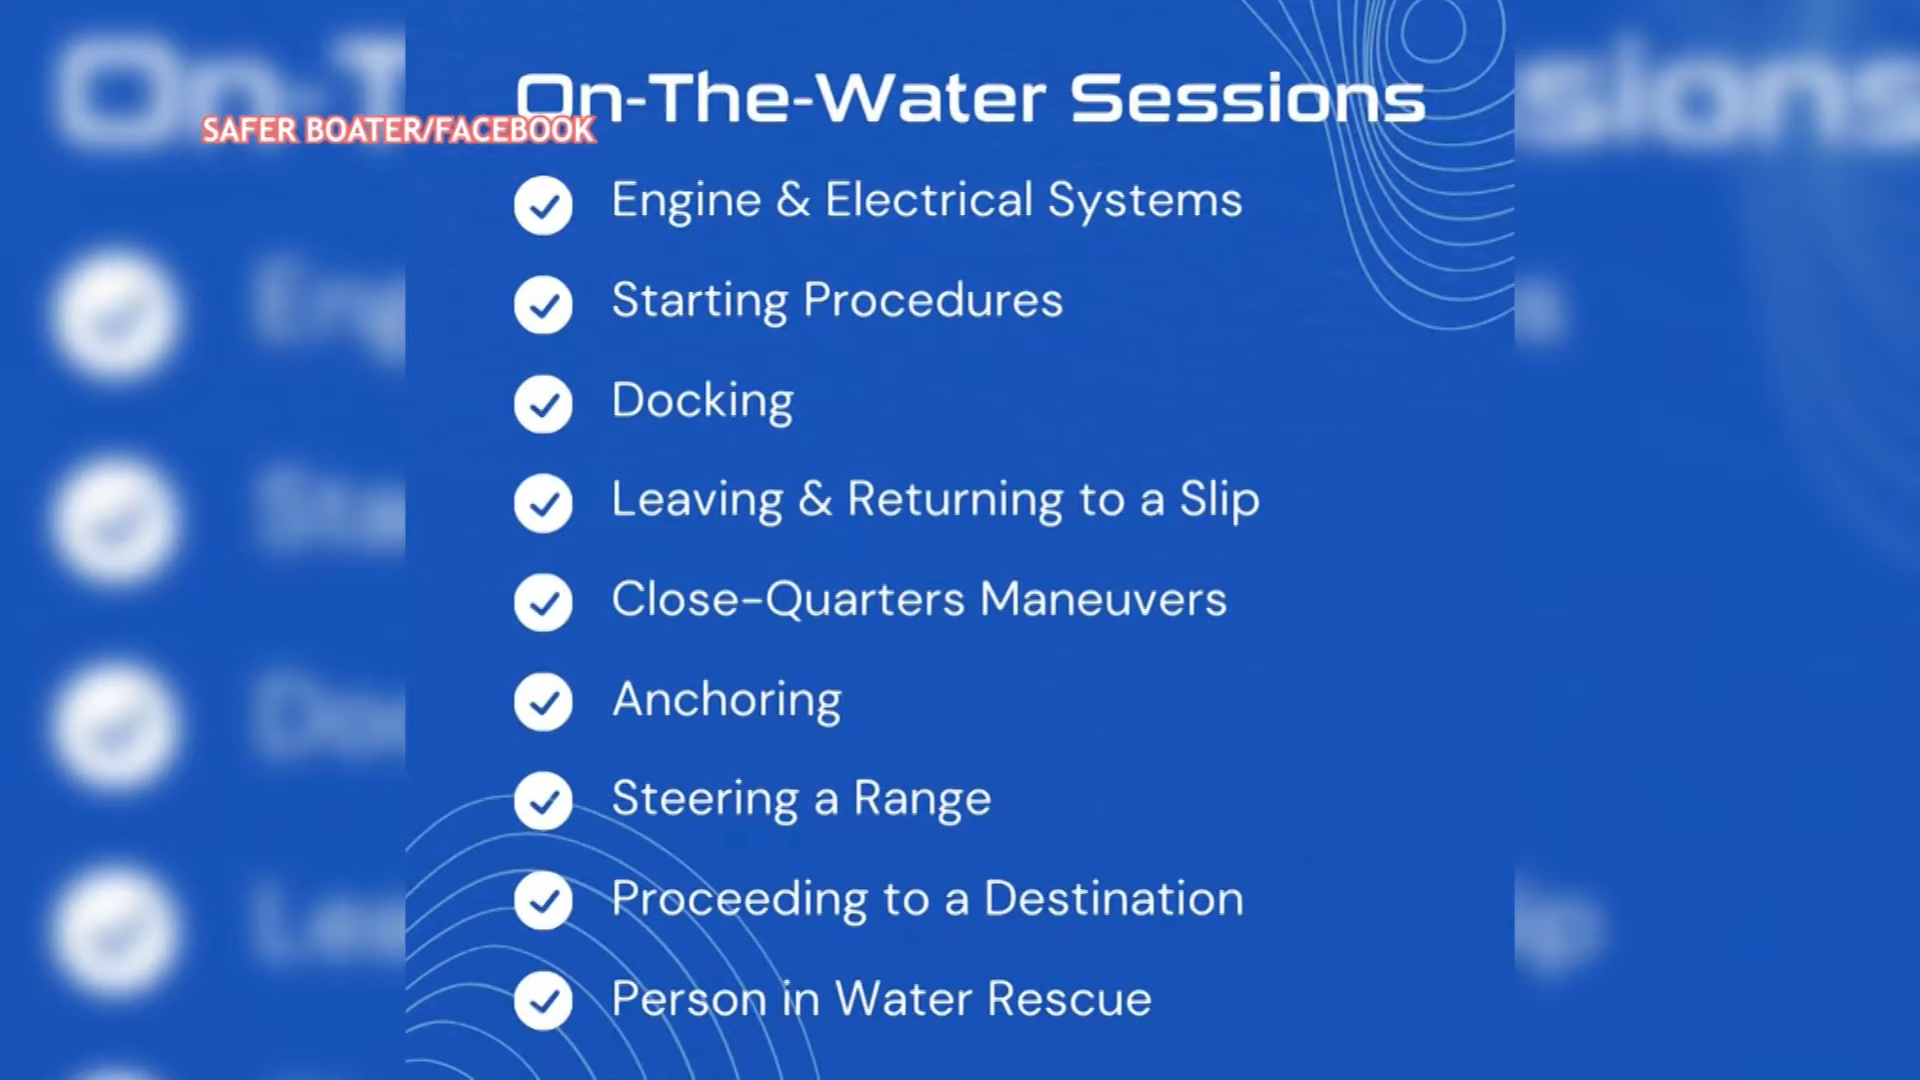 On-The-Water Sessions
SAFER BOATER/FACEBOOK
Engine & Electrical Systems
Starting Procedures
Docking
Leaving & Returning to a Slip
Close-Quarters Maneuvers
Anchoring
Steering a Range
Proceeding to a Destination
Person in Water Rescue